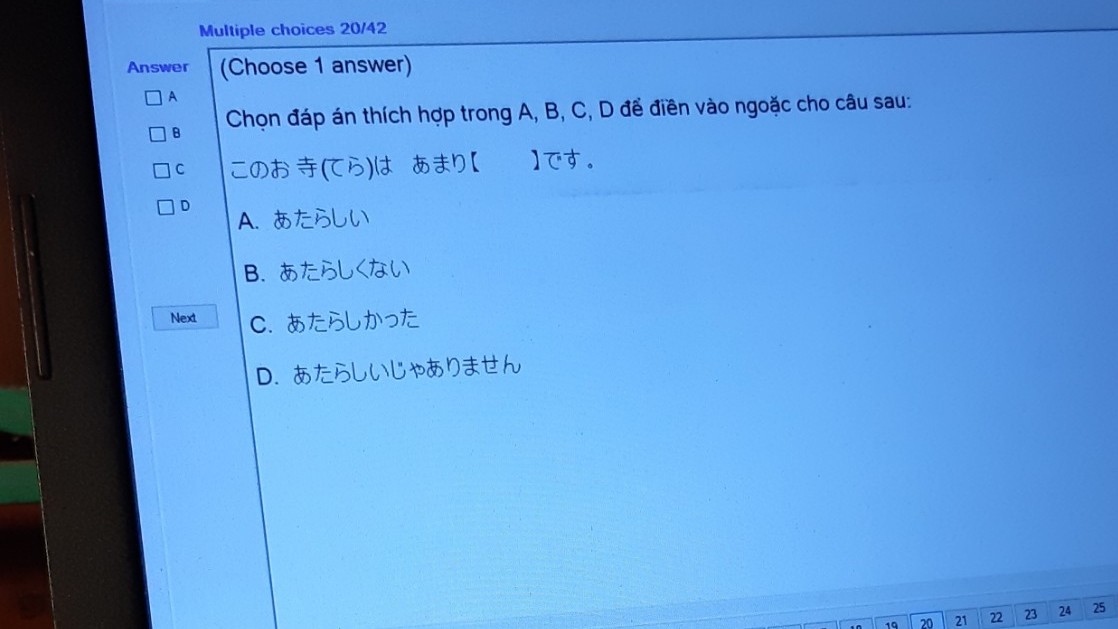 Multiple choices 20/42
Answer
(Choose 1 answer)
A
B
C
D
Next
Chọn đáp án thích hợp trong A, B, C, D để điền vào ngoặc cho câu sau:
このお 寺(てら)は あまり【 】です。
A. あたらしい
B. あたらしくない
C. あたらしかった
D. あたらしいじゃありません
19 20 21 22 23 24 25